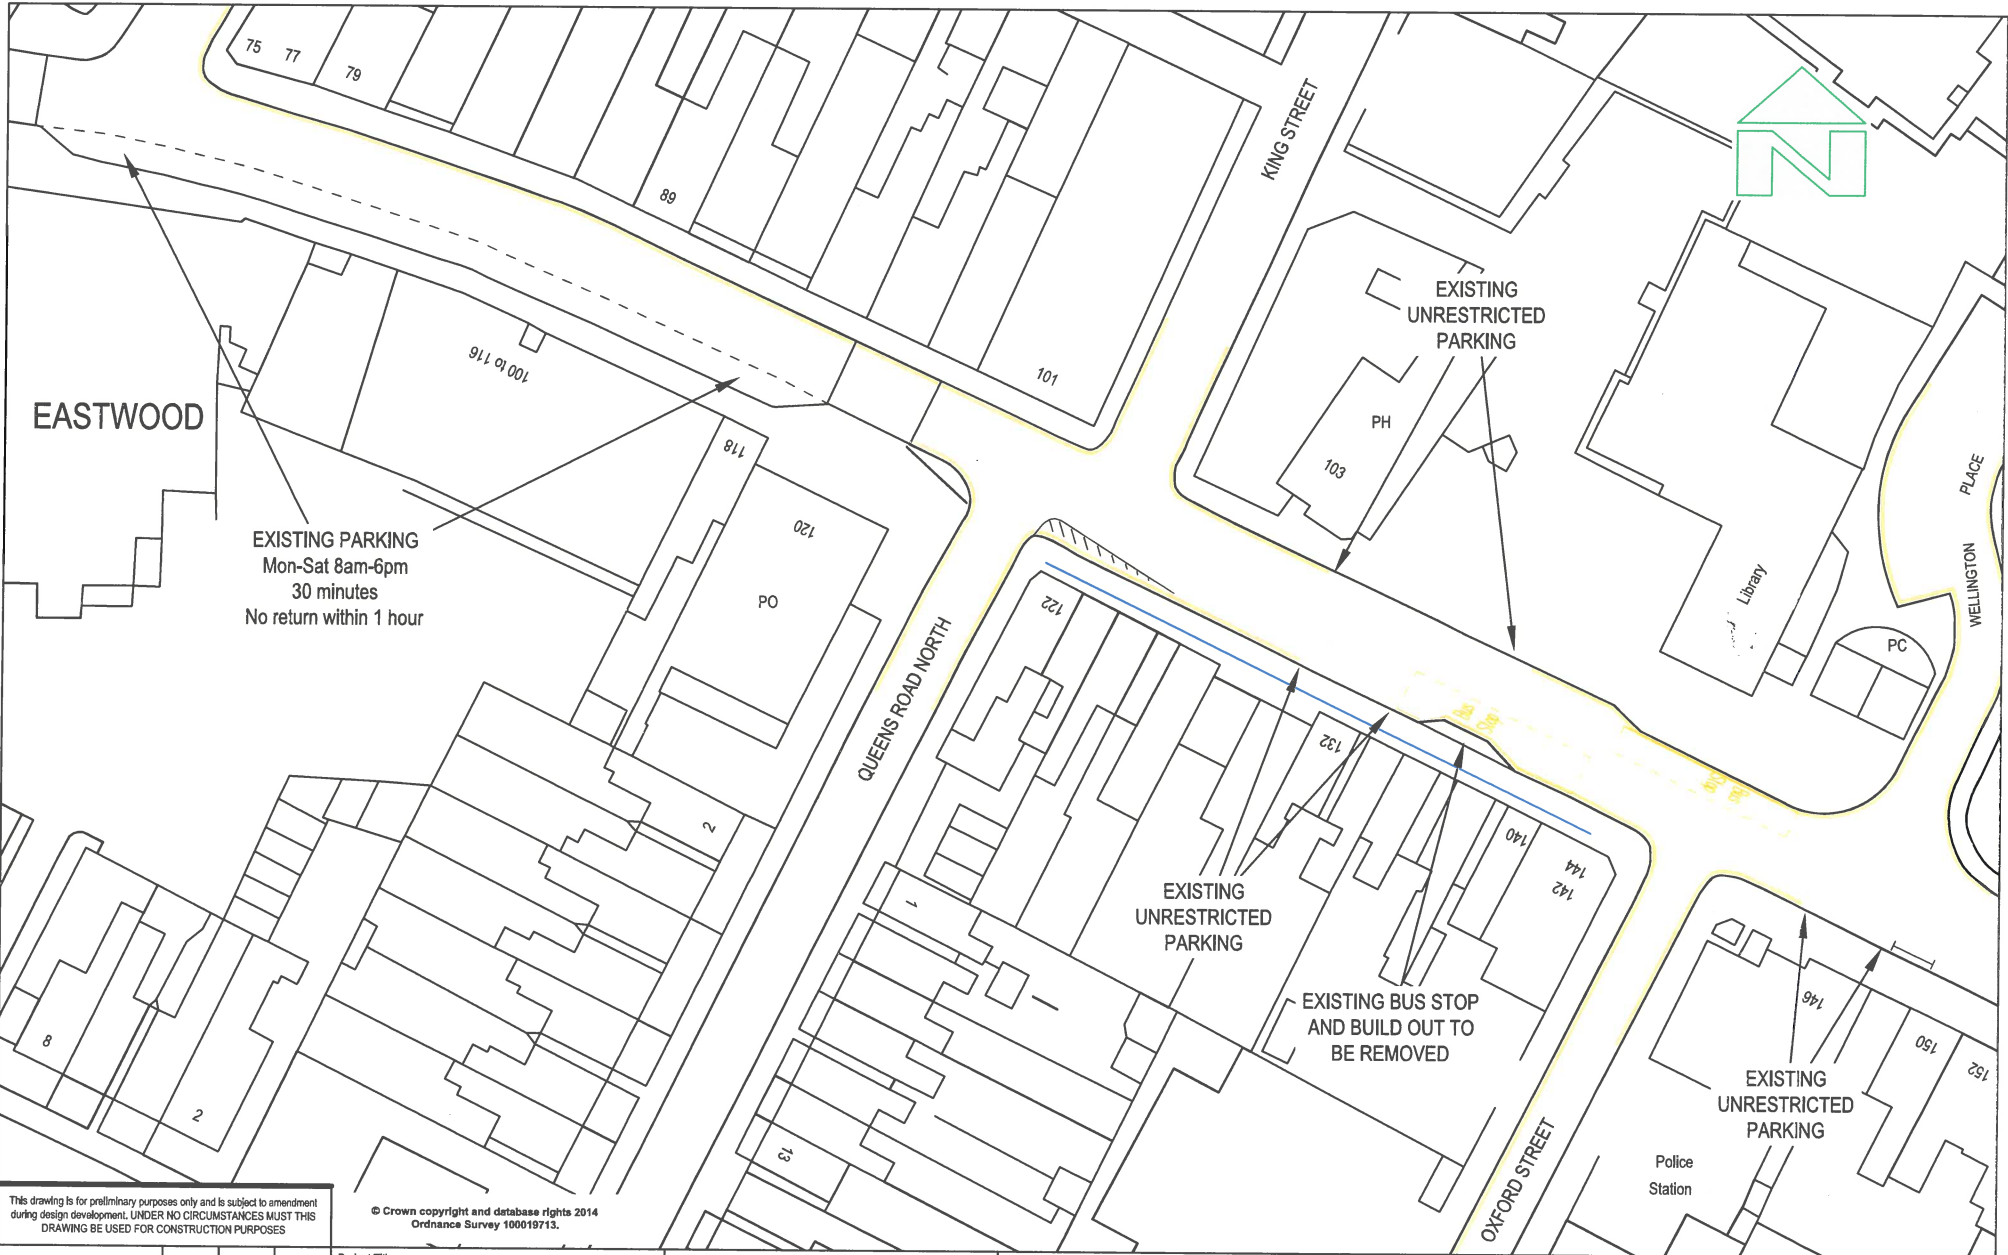 75
77
79
89
101
KING STREET
N
EXISTING
UNRESTRICTED
PARKING
100 to 116
EASTWOOD
118
PH
103
120
PLACE
WELLINGTON
EXISTING PARKING
Mon-Sat 8am-6pm
30 minutes
No return within 1 hour
PO
122
Library
PC
QUEENS ROAD NORTH
Bus
Stop
132
Bus
Stop
2
140
144
142
1
EXISTING
UNRESTRICTED
PARKING
EXISTING BUS STOP
AND BUILD OUT TO
BE REMOVED
146
150
152
EXISTING
UNRESTRICTED
PARKING
8
2
13
OXFORD STREET
Police
Station
This drawing is for preliminary purposes only and is subject to amendment
during design development. UNDER NO CIRCUMSTANCES MUST THIS
DRAWING BE USED FOR CONSTRUCTION PURPOSES
© Crown copyright and database rights 2014
Ordnance Survey 100019713.